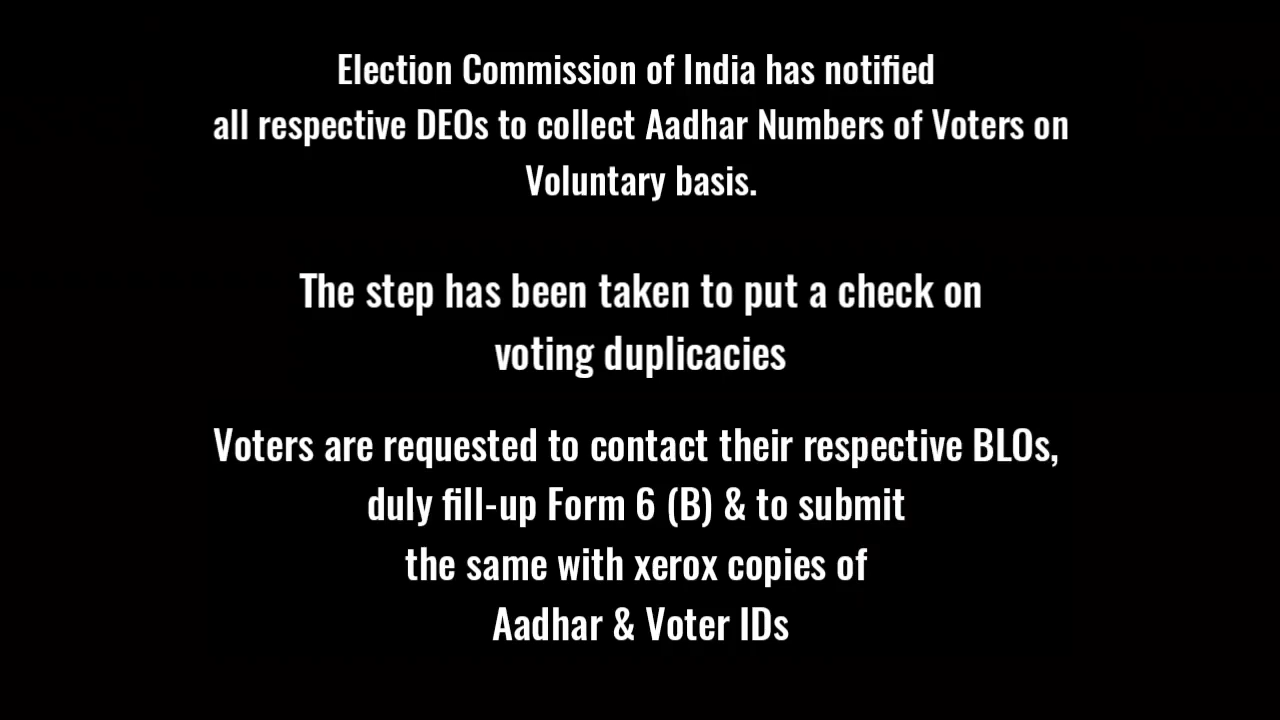 Election Commission of India has notified
all respective DEOs to collect Aadhar Numbers of Voters on
Voluntary basis.
The step has been taken to put a check on
voting duplicacies
Voters are requested to contact their respective BLOs,
duly fill-up Form 6 (B) & to submit
the same with xerox copies of
Aadhar & Voter IDs